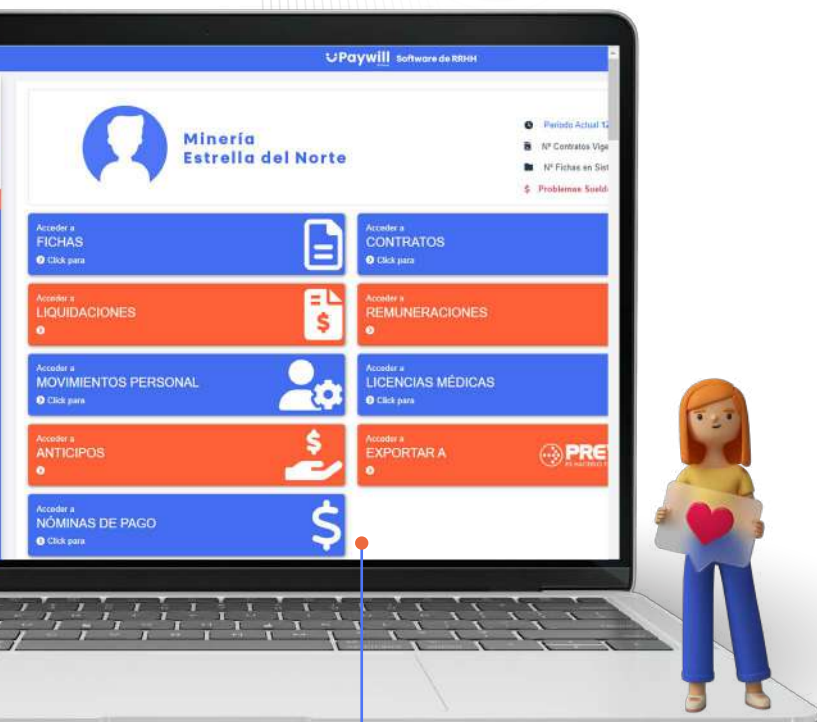 Paywill Software de RRHH
Minería
Estrella del Norte
Periodo Actual 12
Nº Contratos Vige
Nº Fichas en Sist
$ Problemas Sueld
Acceder a
FICHAS
Click para
Acceder a
CONTRATOS
Click para
Acceder a
LIQUIDACIONES
$
Acceder a
REMUNERACIONES
Acceder a
MOVIMIENTOS PERSONAL
Click para
Acceder a
LICENCIAS MÉDICAS
Click para
Acceder a
ANTICIPOS
$
Acceder a
EXPORTAR A
PRE
Acceder a
NÓMINAS DE PAGO
Click para
$